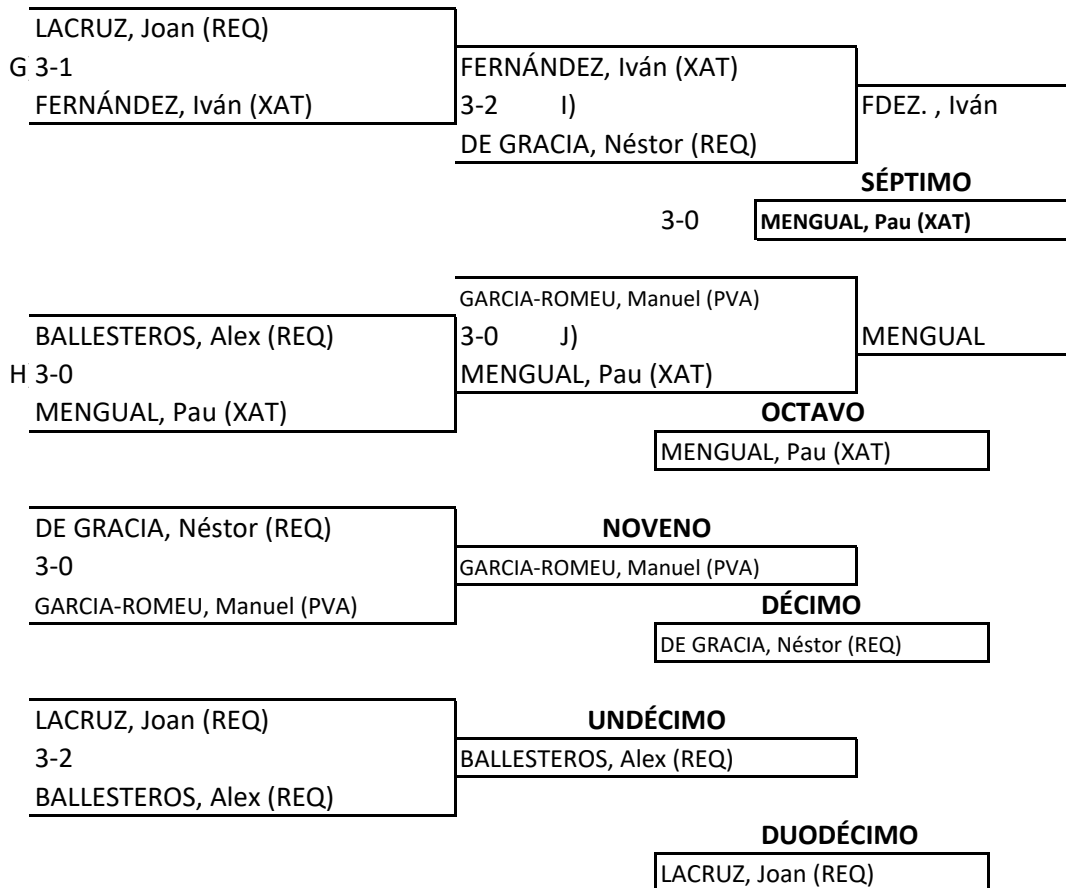 LACRUZ, Joan (REQ)
G 3-1
FERNÁNDEZ, Iván (XAT)
FERNÁNDEZ, Iván (XAT)
3-2 I)
DE GRACIA, Néstor (REQ)
FDEZ. , Iván
SÉPTIMO
3-0 MENGUAL, Pau (XAT)
GARCIA-ROMEU, Manuel (PVA)
BALLESTEROS, Alex (REQ)
3-0 J)
MENGUAL
H 3-0
MENGUAL, Pau (XAT)
MENGUAL, Pau (XAT)
OCTAVO
MENGUAL, Pau (XAT)
DE GRACIA, Néstor (REQ)
NOVENO
3-0
GARCIA-ROMEU, Manuel (PVA)
GARCIA-ROMEU, Manuel (PVA)
DÉCIMO
DE GRACIA, Néstor (REQ)
LACRUZ, Joan (REQ)
UNDÉCIMO
3-2
BALLESTEROS, Alex (REQ)
BALLESTEROS, Alex (REQ)
DUODÉCIMO
LACRUZ, Joan (REQ)